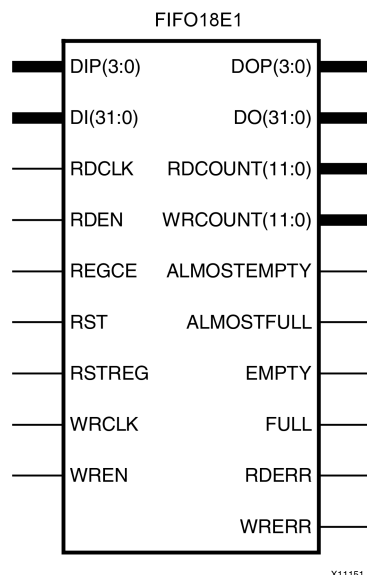 FIFO18E1
DIP(3:0) DOP(3:0)
DI(31:0) DO(31:0)
RDCLK RDCOUNT(11:0)
RDEN WRCOUNT(11:0)
REGCE ALMOSTEMPTY
RST ALMOSTFULL
RSTREG EMPTY
WRCLK FULL
WREN RDERR
WRERR
X11151